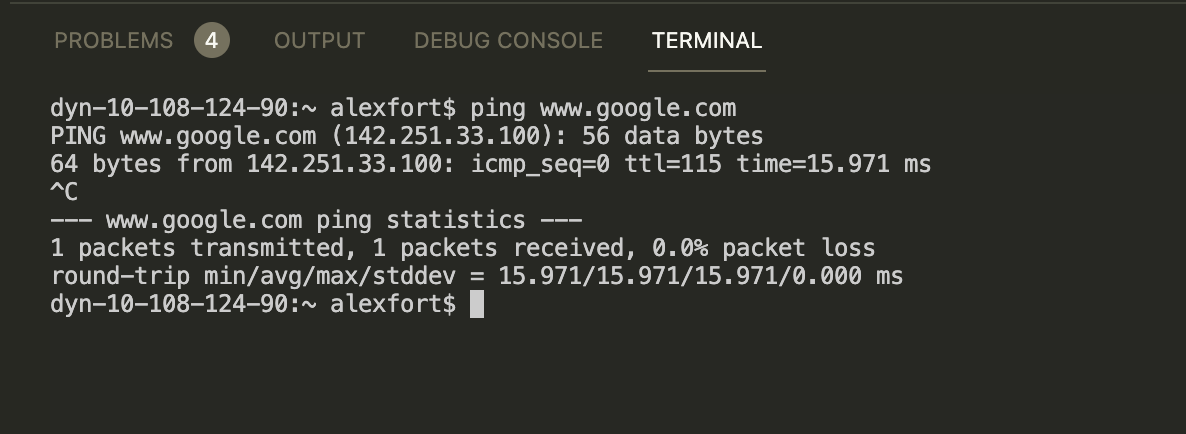 PROBLEMS 4 OUTPUT DEBUG CONSOLE TERMINAL
dyn-10-108-124-90:~ alexfort$ ping www.google.com
PING www.google.com (142.251.33.100): 56 data bytes
64 bytes from 142.251.33.100: icmp_seq=0 ttl=115 time=15.971 ms
^C
--- www.google.com ping statistics ---
1 packets transmitted, 1 packets received, 0.0% packet loss
round-trip min/avg/max/stddev = 15.971/15.971/15.971/0.000 ms
dyn-10-108-124-90:~ alexfort$